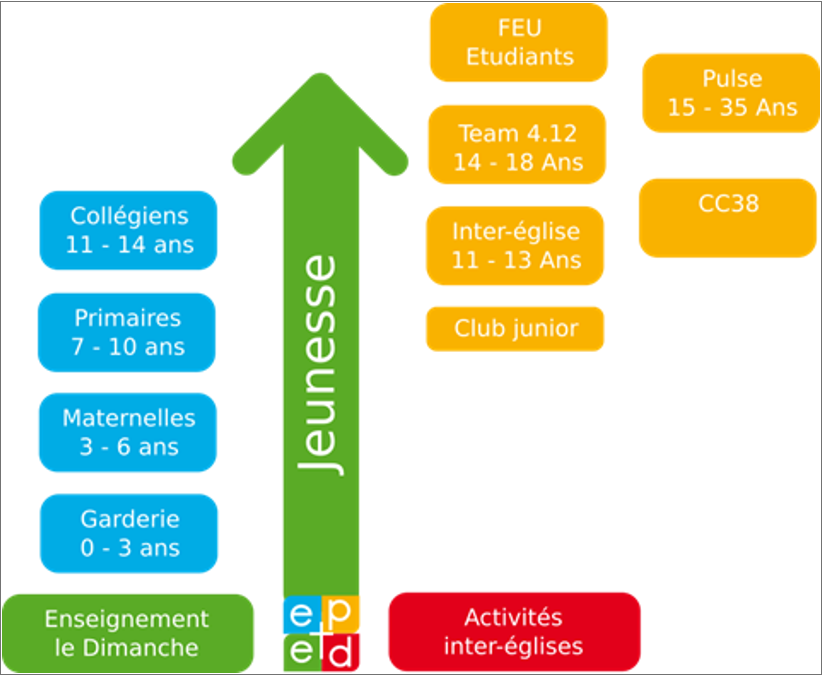 FEU
Etudiants
Pulse
15 - 35 Ans
Team 4.12
14 - 18 Ans
CC38
Collégiens
11 - 14 ans
Inter-église
11 - 13 Ans
Primaires
7 - 10 ans
Club junior
Jeunesse
Maternelles
3 - 6 ans
Garderie
0 - 3 ans
Enseignement
le Dimanche
ep
ed
Activités
inter-églises